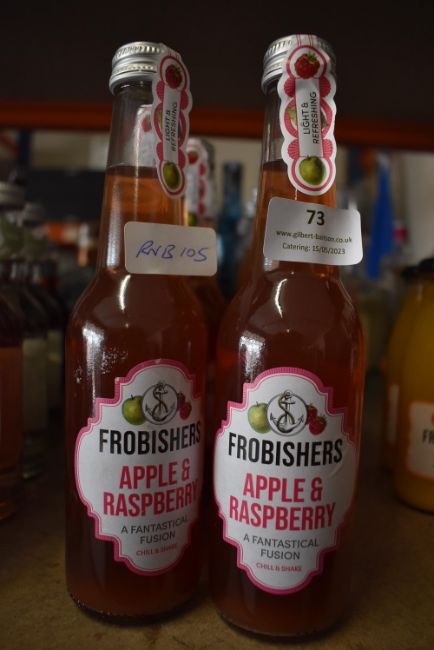 LIGHT & REFRESHING
RNB 105
FROBISHERS
APPLE &
RASPBERRY
A FANTASTICAL
FUSION
CHILL & SHAKE
LIGHT &
REFRESHING
73
www.gilbert-baitson.co.uk
Catering: 15/05/2023
FROBISHERS
APPLE &
RASPBERRY
A FANTASTICAL
FUSION
CHILL & SHAKE